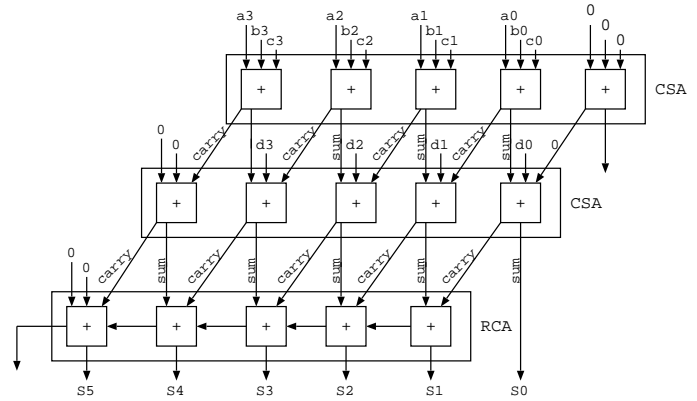 a3 a2 a1 a0 0
b3 b2 b1 b0 0
c3 c2 c1 c0 0
+ + + + + CSA
carry carry sum carry sum carry sum
0
0 d3 d2 d1 d0 0
+ + + + + CSA
carry sum carry sum carry sum carry sum carry sum
0
0
+ + + + + RCA
S5 S4 S3 S2 S1 S0